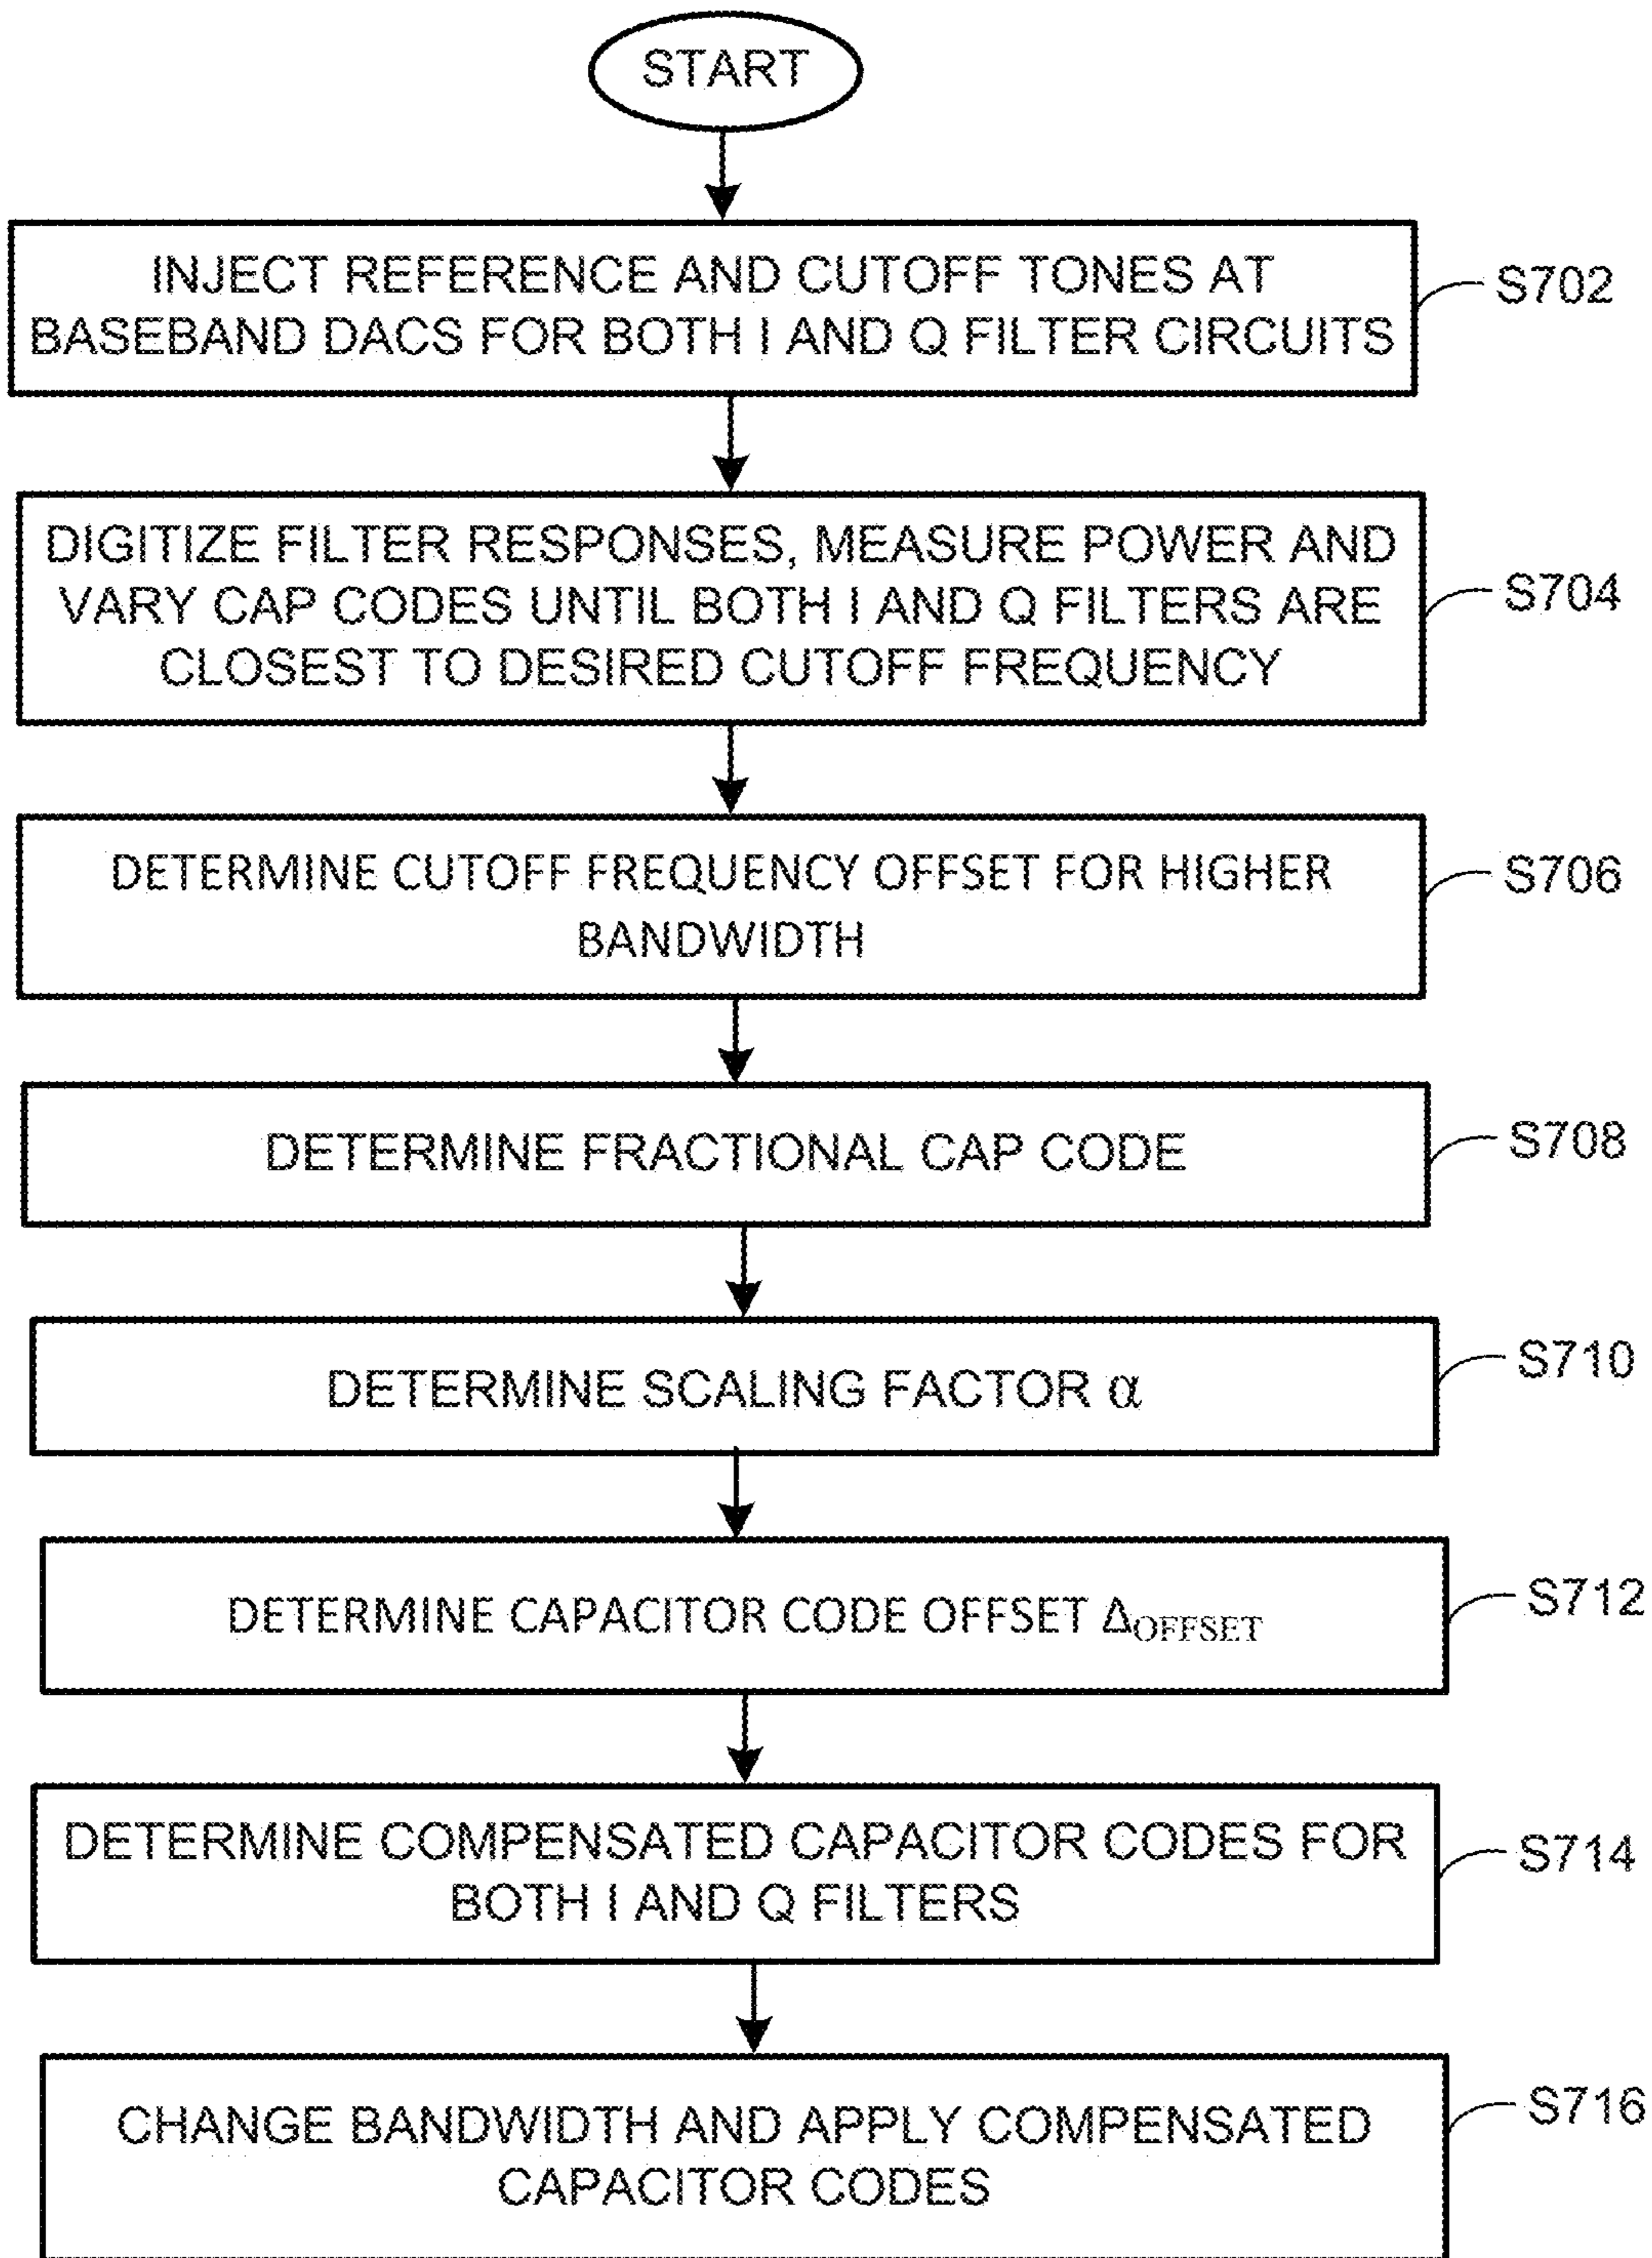 START
INJECT REFERENCE AND CUTOFF TONES AT
BASEBAND DACS FOR BOTH I AND Q FILTER CIRCUITS
S702
DIGITIZE FILTER RESPONSES, MEASURE POWER AND
VARY CAP CODES UNTIL BOTH I AND Q FILTERS ARE
CLOSEST TO DESIRED CUTOFF FREQUENCY
S704
DETERMINE CUTOFF FREQUENCY OFFSET FOR HIGHER
BANDWIDTH
S706
DETERMINE FRACTIONAL CAP CODE
S708
DETERMINE SCALING FACTOR α
S710
DETERMINE CAPACITOR CODE OFFSET Δ_OFFSET
S712
DETERMINE COMPENSATED CAPACITOR CODES FOR
BOTH I AND Q FILTERS
S714
CHANGE BANDWIDTH AND APPLY COMPENSATED
CAPACITOR CODES
S716